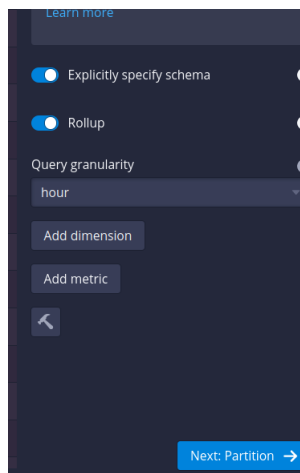 Learn more
Explicitly specify schema
Rollup
Query granularity
hour
Add dimension
Add metric
Next: Partition